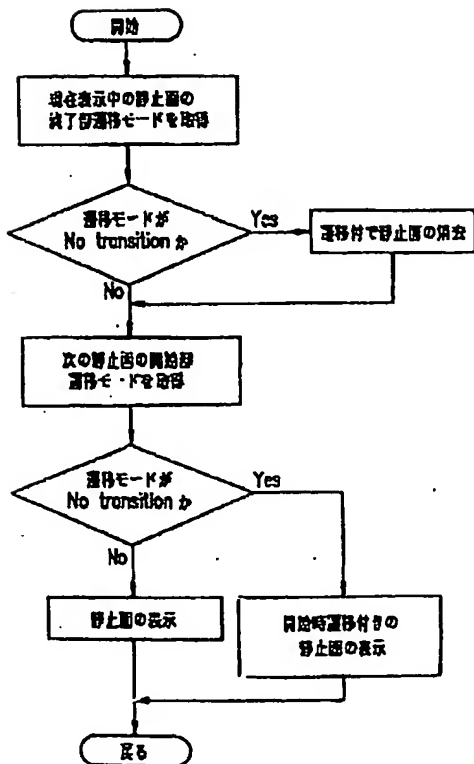 開始
現在表示中の静止画の
終了部遷移モードを取得
遷移モードが
No transitionか
Yes
遷移付で静止画の消去
No
次の静止画の開始部
遷移モードを取得
遷移モードが
No transitionか
Yes
No
静止画の表示
開始時遷移付きの
静止画の表示
戻る